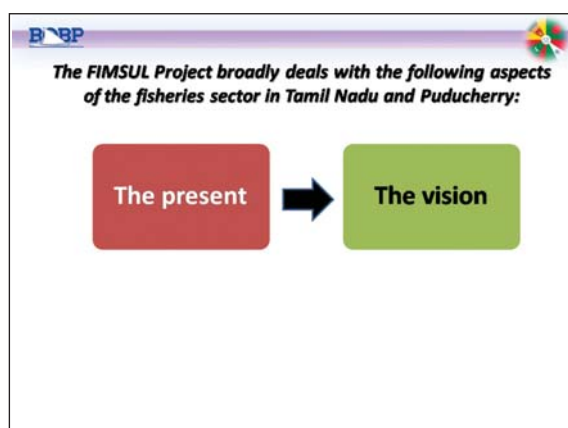 BOBP
The FIMSUL Project broadly deals with the following aspects
of the fisheries sector in Tamil Nadu and Puducherry:
The present
The vision